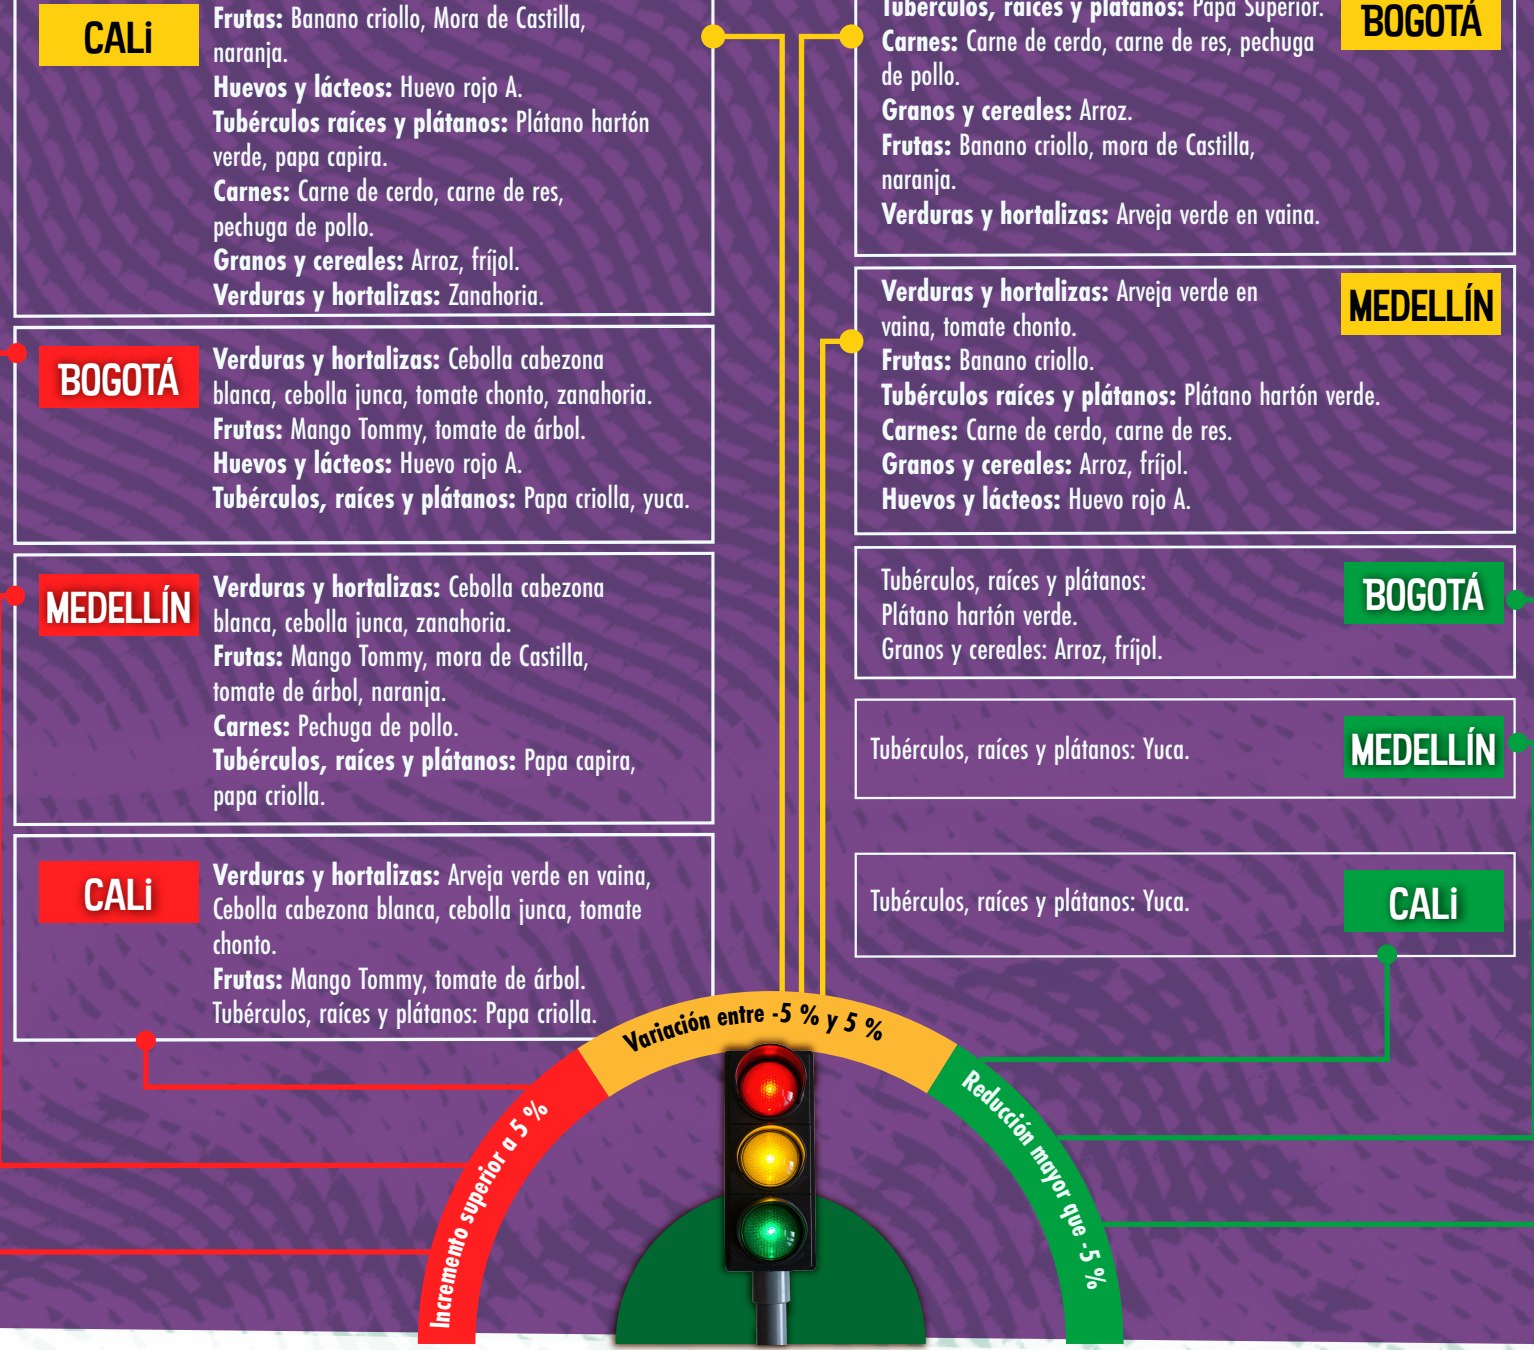 CALi
Frutas: Banano criollo, Mora de Castilla,
naranja.
Huevos y lácteos: Huevo rojo A.
Tubérculos raíces y plátanos: Plátano hartón
verde, papa capira.
Carnes: Carne de cerdo, carne de res,
pechuga de pollo.
Granos y cereales: Arroz, fríjol.
Verduras y hortalizas: Zanahoria.
BOGOTÁ
Verduras y hortalizas: Cebolla cabezona
blanca, cebolla junca, tomate chonto, zanahoria.
Frutas: Mango Tommy, tomate de árbol.
Huevos y lácteos: Huevo rojo A.
Tubérculos, raíces y plátanos: Papa criolla, yuca.
MEDELLÍN
Verduras y hortalizas: Cebolla cabezona
blanca, cebolla junca, zanahoria.
Frutas: Mango Tommy, mora de Castilla,
tomate de árbol, naranja.
Carnes: Pechuga de pollo.
Tubérculos, raíces y plátanos: Papa capira,
papa criolla.
CALi
Verduras y hortalizas: Arveja verde en vaina,
Cebolla cabezona blanca, cebolla junca, tomate
chonto.
Frutas: Mango Tommy, tomate de árbol.
Tubérculos, raíces y plátanos: Papa criolla.
Tubérculos, raíces y plátanos: Papa Superior.
BOGOTÁ
Carnes: Carne de cerdo, carne de res, pechuga
de pollo.
Granos y cereales: Arroz.
Frutas: Banano criollo, mora de Castilla,
naranja.
Verduras y hortalizas: Arveja verde en vaina.
Verduras y hortalizas: Arveja verde en
vaina, tomate chonto.
MEDELLÍN
Frutas: Banano criollo.
Tubérculos raíces y plátanos: Plátano hartón verde.
Carnes: Carne de cerdo, carne de res.
Granos y cereales: Arroz, fríjol.
Huevos y lácteos: Huevo rojo A.
Tubérculos, raíces y plátanos:
Plátano hartón verde.
Granos y cereales: Arroz, fríjol.
BOGOTÁ
Tubérculos, raíces y plátanos: Yuca.
MEDELLÍN
Tubérculos, raíces y plátanos: Yuca.
CALi
Incremento superior a 5 %
Variación entre -5 % y 5 %
Reducción mayor que -5 %